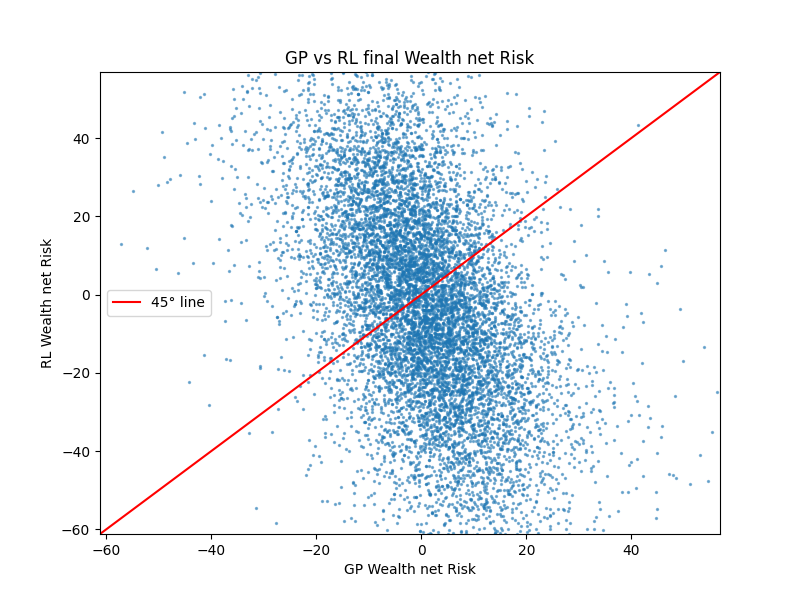 GP vs RL final Wealth net Risk
RL Wealth net Risk
40
20
0
−20
−40
−60
45° line
−60 −40 −20 0 20 40
GP Wealth net Risk